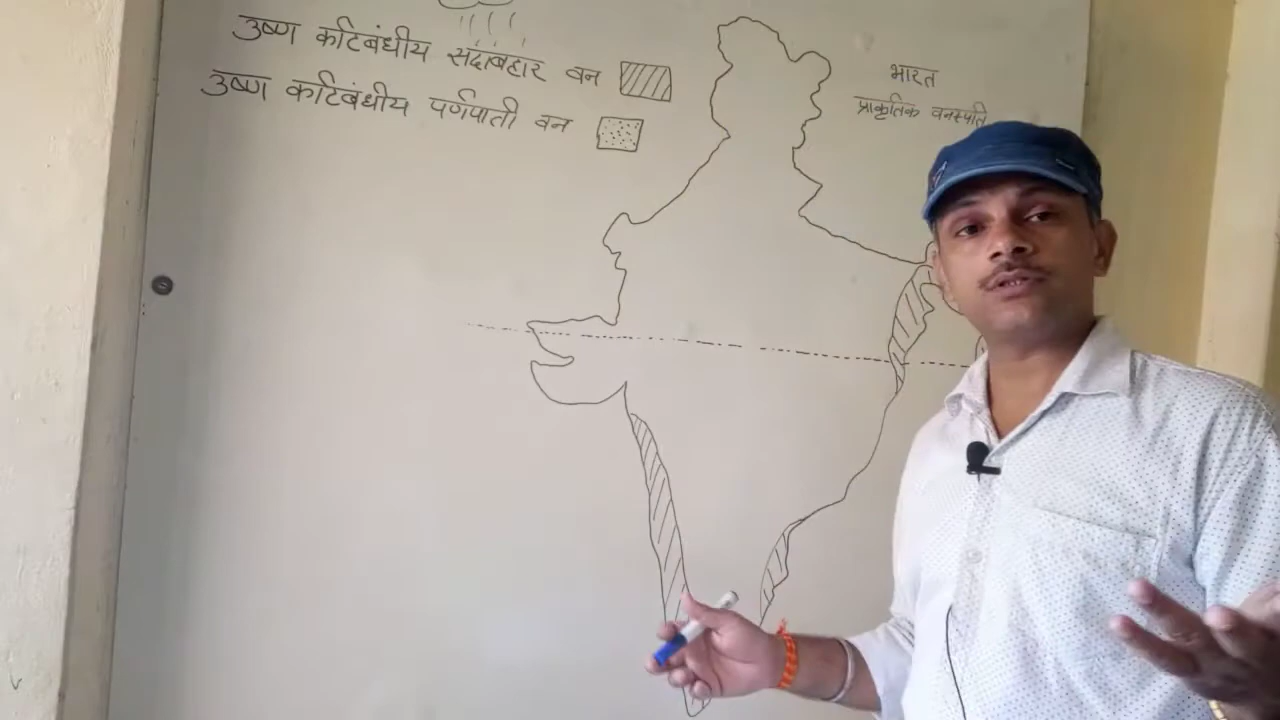 उष्ण कटिबंधीय सदाबहार वन
उष्ण कटिबंधीय पर्णपाती वन
भारत
प्राकृतिक वनस्पति